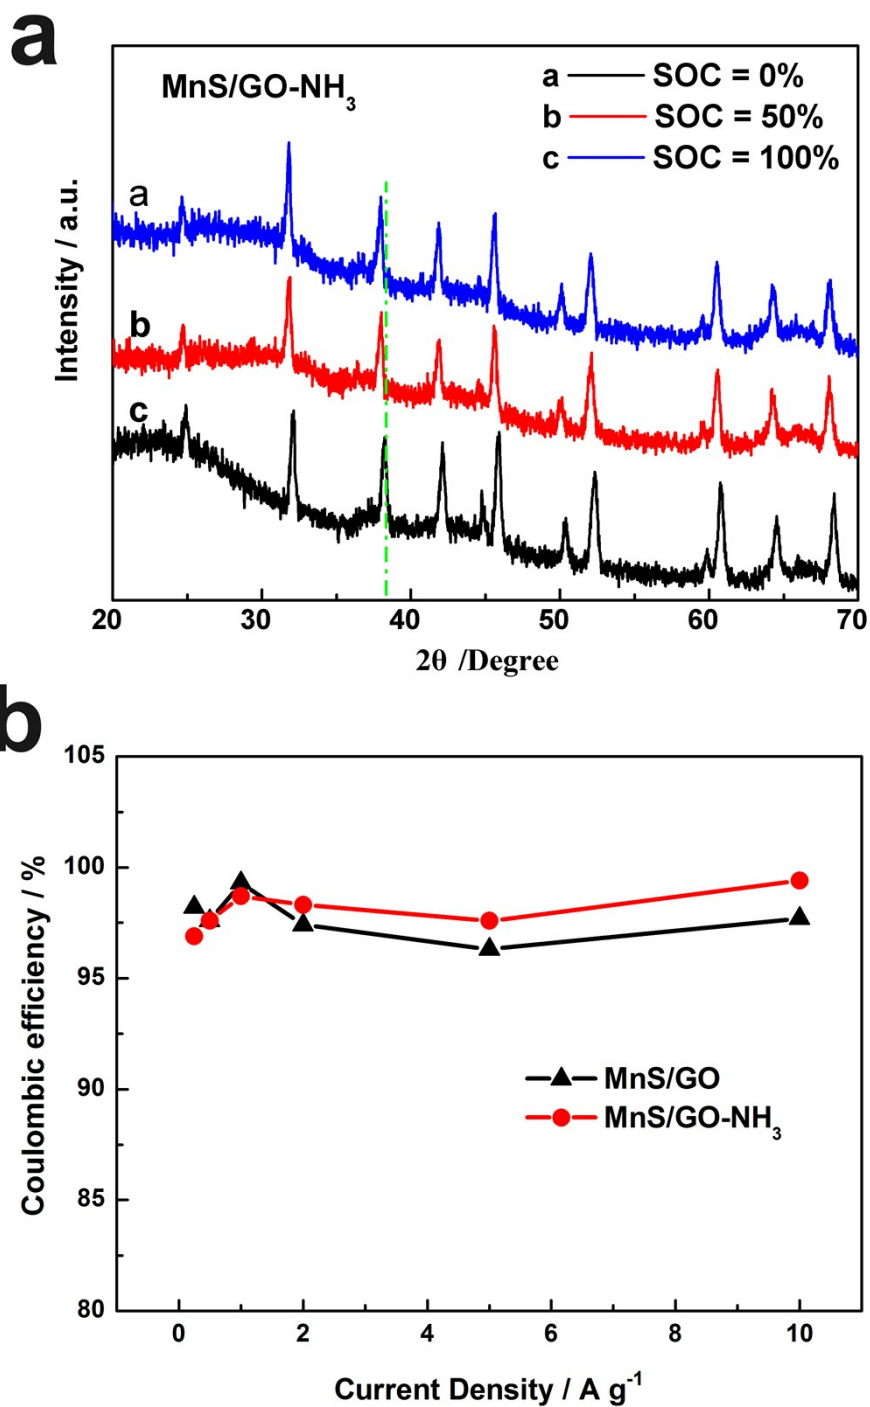 a
MnS/GO-NH3
a SOC = 0%
b SOC = 50%
c SOC = 100%
a
b
c
Intensity / a.u.
20 30 40 50 60 70
2θ /Degree
b
105
100
95
90
85
80
Coulombic efficiency / %
MnS/GO
MnS/GO-NH3
0 2 4 6 8 10
Current Density / A g-1